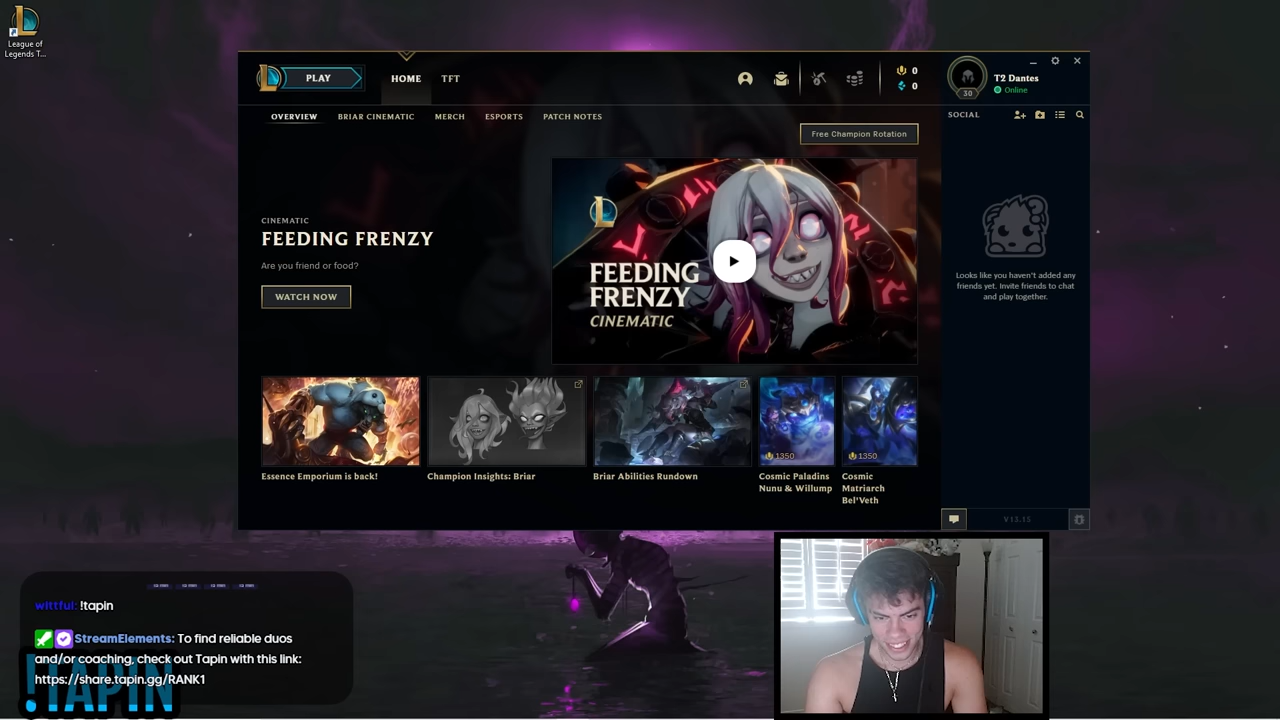 League of
Legends T...
PLAY
HOME
TFT
0
0
30
T2 Dantes
Online
OVERVIEW
BRIAR CINEMATIC
MERCH
ESPORTS
PATCH NOTES
SOCIAL
Free Champion Rotation
CINEMATIC
FEEDING FRENZY
Are you friend or food?
WATCH NOW
FEEDING
FRENZY
CINEMATIC
Looks like you haven't added any
friends yet. Invite friends to chat
and play together.
1350
1350
Essence Emporium is back!
Champion Insights: Briar
Briar Abilities Rundown
Cosmic Paladins
Nunu & Willump
Cosmic
Matriarch
Bel'Veth
V13.15
wittful: !tapin
StreamElements: To find reliable duos
and/or coaching, check out Tapin with this link:
https://share.tapin.gg/RANK1
!TAPIN